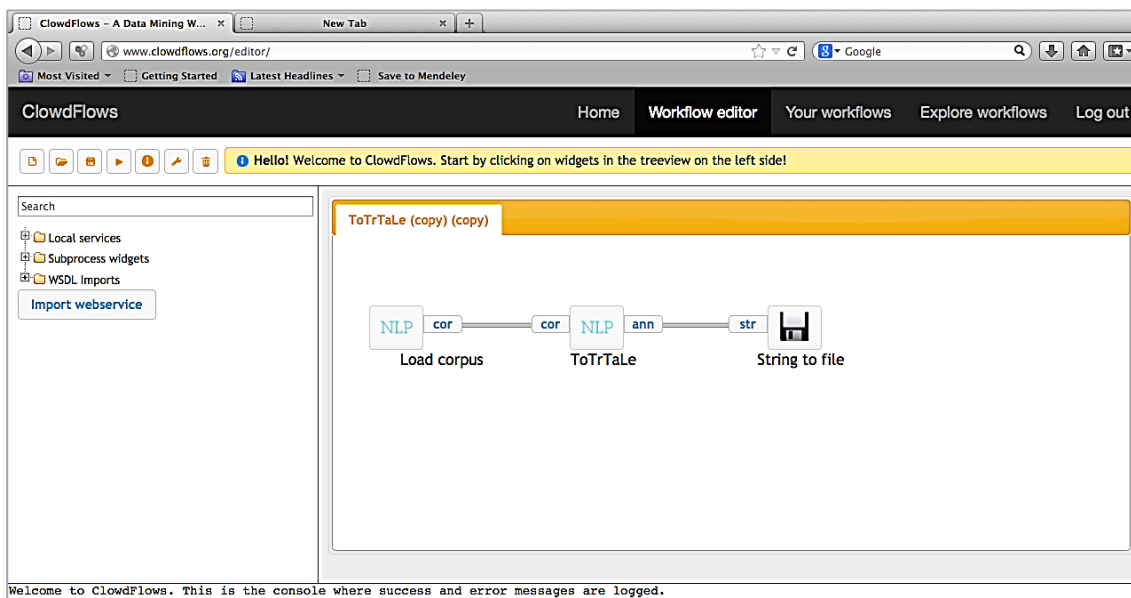 ClowdFlows – A Data Mining W... × New Tab × +
www.clowdflows.org/editor/ Google
Most Visited Getting Started Latest Headlines Save to Mendeley
ClowdFlows Home Workflow editor Your workflows Explore workflows Log out
Hello! Welcome to ClowdFlows. Start by clicking on widgets in the treeview on the left side!
Search
ToTrTaLe (copy) (copy)
Local services
Subprocess widgets
WSDL Imports
Import webservice
NLP cor cor NLP ann str
Load corpus ToTrTaLe String to file
Welcome to ClowdFlows. This is the console where success and error messages are logged.